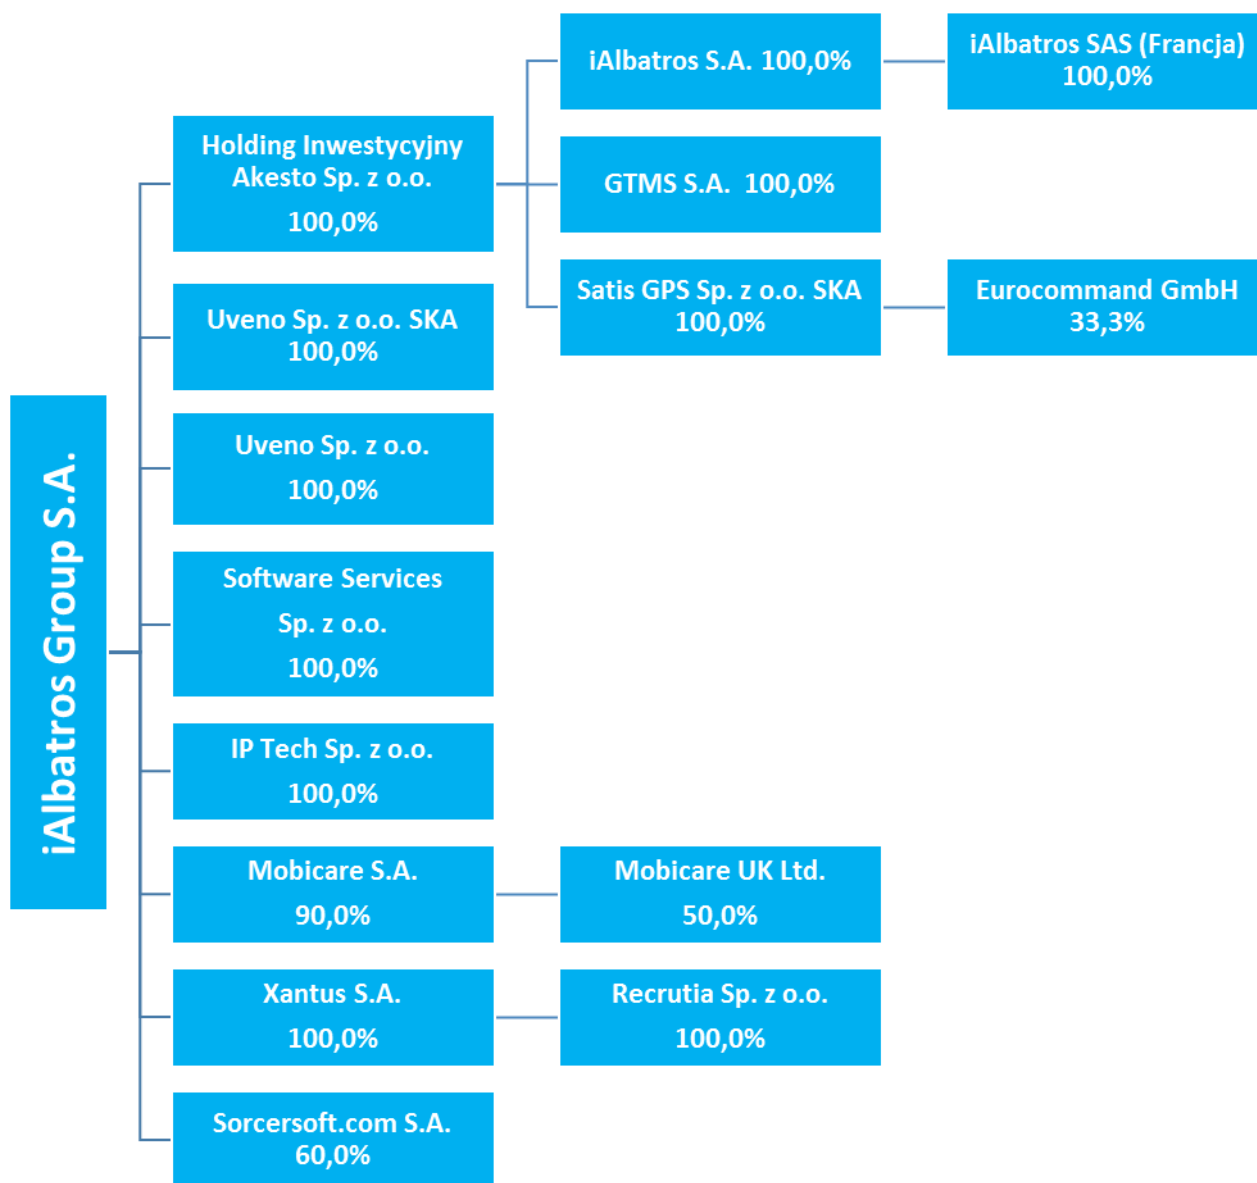 iAlbatros Group S.A.
Holding Inwestycyjny
Akesto Sp. z o.o.
100,0%
iAlbatros S.A. 100,0%
iAlbatros SAS (Francja)
100,0%
GTMS S.A.  100,0%
Satis GPS Sp. z o.o. SKA
100,0%
Eurocommand GmbH
33,3%
Uveno Sp. z o.o. SKA
100,0%
Uveno Sp. z o.o.
100,0%
Software Services
Sp. z o.o.
100,0%
IP Tech Sp. z o.o.
100,0%
Mobicare S.A.
90,0%
Mobicare UK Ltd.
50,0%
Xantus S.A.
100,0%
Recrutia Sp. z o.o.
100,0%
Sorcersoft.com S.A.
60,0%